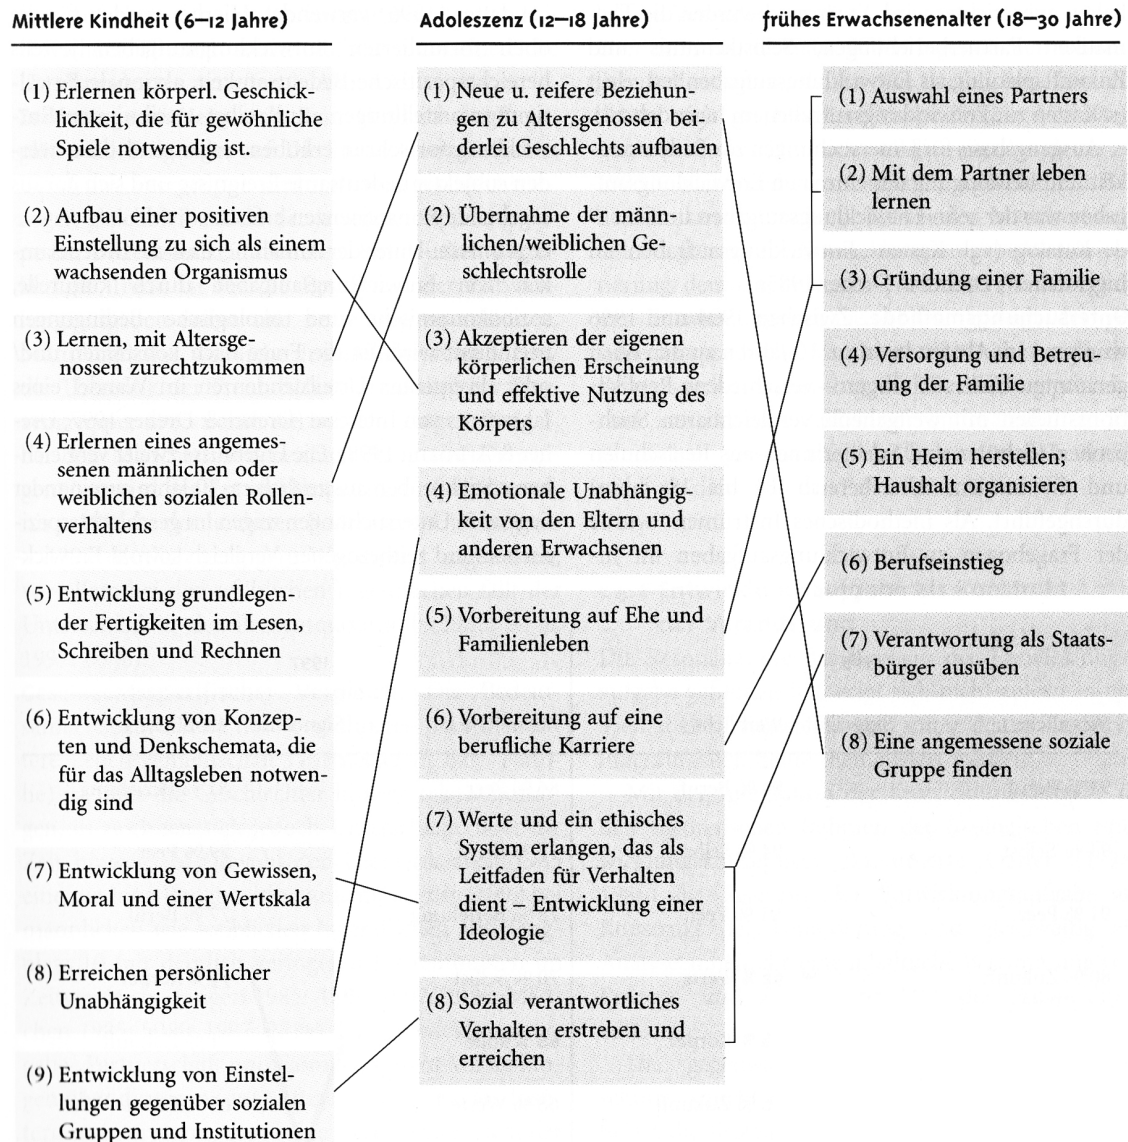 Mittlere Kindheit (6–12 Jahre)
(1) Erlernen körperl. Geschick-
lichkeit, die für gewöhnliche
Spiele notwendig ist.
(2) Aufbau einer positiven
Einstellung zu sich als einem
wachsenden Organismus
(3) Lernen, mit Altersge-
nossen zurechtzukommen
(4) Erlernen eines angemes-
senen männlichen oder
weiblichen sozialen Rollen-
verhaltens
(5) Entwicklung grundlegen-
der Fertigkeiten im Lesen,
Schreiben und Rechnen
(6) Entwicklung von Konzep-
ten und Denkschemata, die
für das Alltagsleben notwen-
dig sind
(7) Entwicklung von Gewissen,
Moral und einer Wertskala
(8) Erreichen persönlicher
Unabhängigkeit
(9) Entwicklung von Einstel-
lungen gegenüber sozialen
Gruppen und Institutionen
Adoleszenz (12–18 Jahre)
(1) Neue u. reifere Beziehun-
gen zu Altersgenossen bei-
derlei Geschlechts aufbauen
(2) Übernahme der männ-
lichen/weiblichen Ge-
schlechtsrolle
(3) Akzeptieren der eigenen
körperlichen Erscheinung
und effektive Nutzung des
Körpers
(4) Emotionale Unabhängig-
keit von den Eltern und
anderen Erwachsenen
(5) Vorbereitung auf Ehe und
Familienleben
(6) Vorbereitung auf eine
berufliche Karriere
(7) Werte und ein ethisches
System erlangen, das als
Leitfaden für Verhalten
dient – Entwicklung einer
Ideologie
(8) Sozial verantwortliches
Verhalten erstreben und
erreichen
frühes Erwachsenenalter (18–30 Jahre)
(1) Auswahl eines Partners
(2) Mit dem Partner leben
lernen
(3) Gründung einer Familie
(4) Versorgung und Betreu-
ung der Familie
(5) Ein Heim herstellen;
Haushalt organisieren
(6) Berufseinstieg
(7) Verantwortung als Staats-
bürger ausüben
(8) Eine angemessene soziale
Gruppe finden